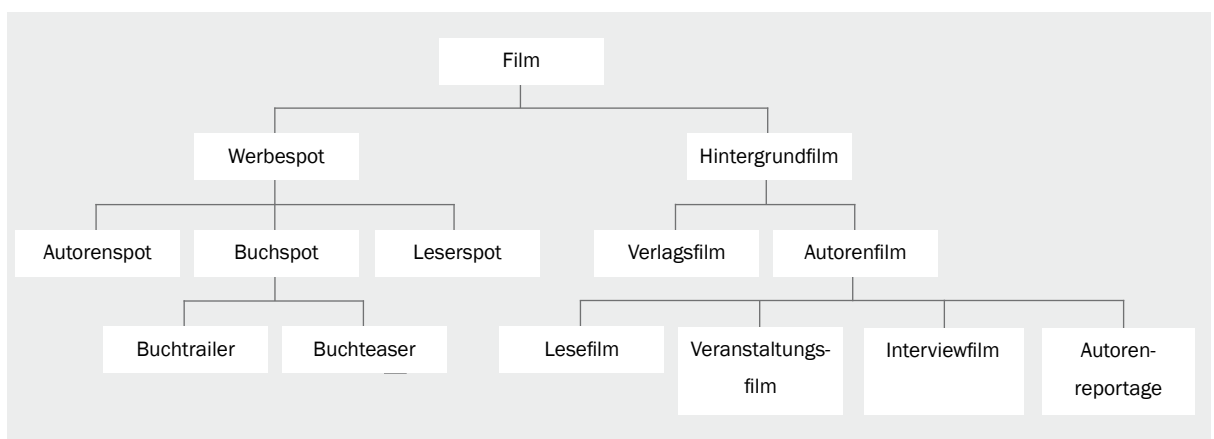 Film
Werbespot
Hintergrundfilm
Autorenspot
Buchspot
Leserspot
Verlagsfilm
Autorenfilm
Buchtrailer
Buchteaser
Lesefilm
Veranstaltungs-
film
Interviewfilm
Autoren-
reportage